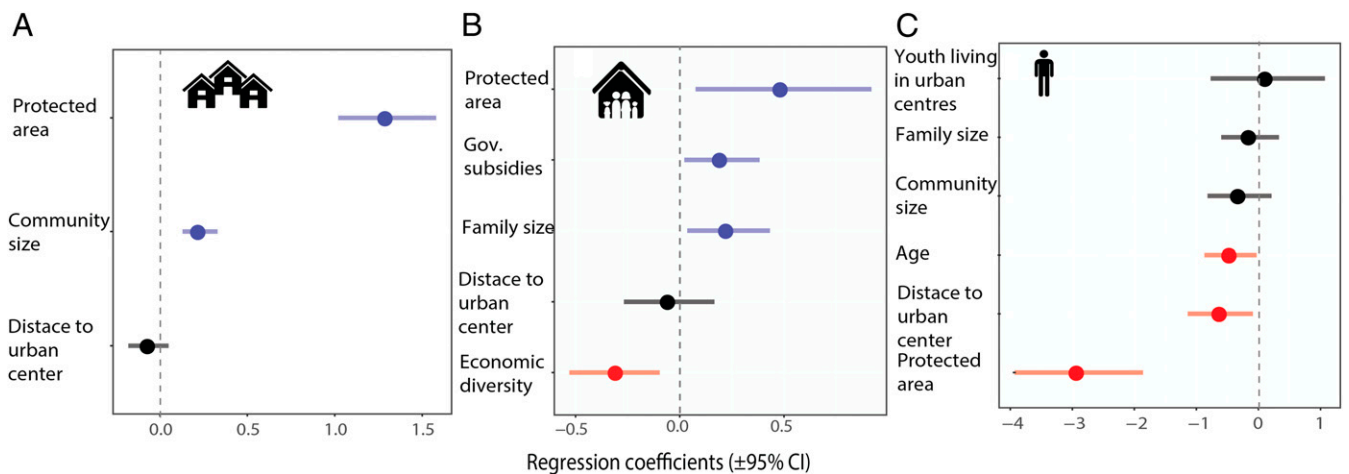 A
Protected
area
Community
size
Distace to
urban
center
0.0
0.5
1.0
1.5
B
Protected
area
Gov.
subsidies
Family size
Distace to
urban
center
Economic
diversity
−0.5
0.0
0.5
C
Youth living
in urban
centres
Family size
Community
size
Age
Distace to
urban
center
Protected
area
−4
−3
−2
−1
0
1
Regression coefficients (±95% CI)